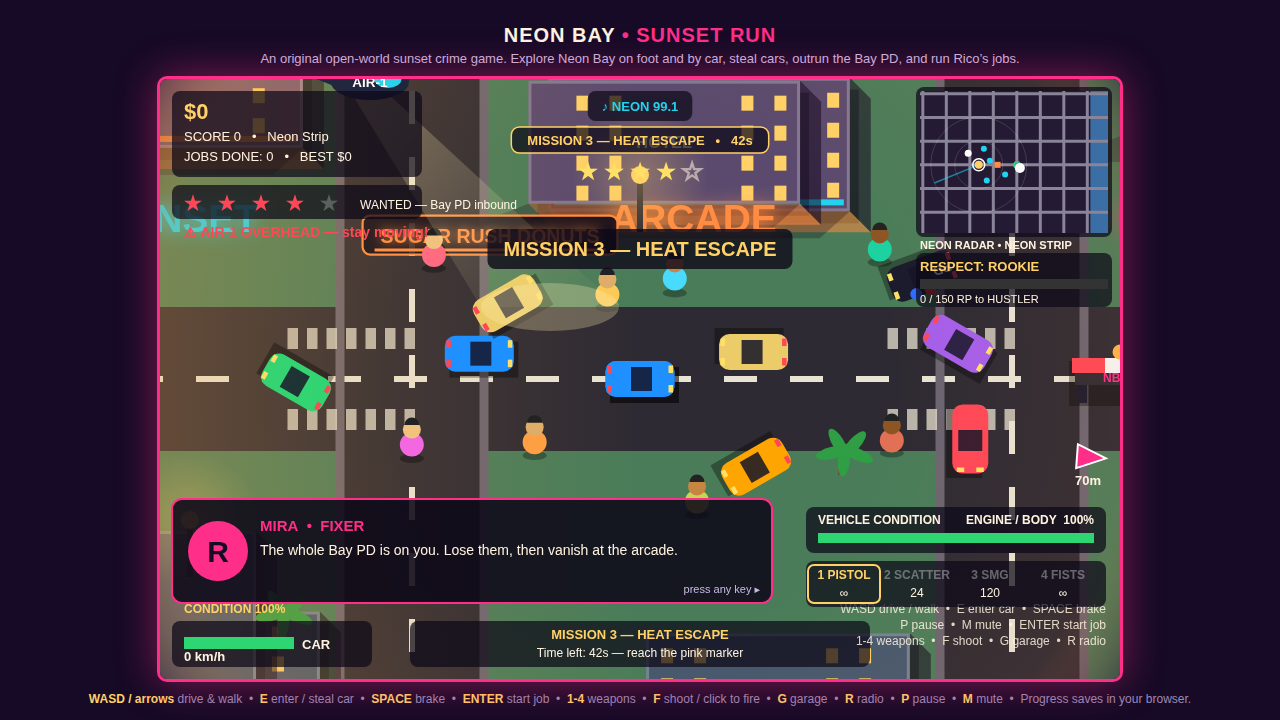 NEON BAY • SUNSET RUN
An original open-world sunset crime game. Explore Neon Bay on foot and by car, steal cars, outrun the Bay PD, and run Rico's jobs.
AIR-1
$0
SCORE 0 • Neon Strip
JOBS DONE: 0 • BEST $0
♪ NEON 99.1
MISSION 3 — HEAT ESCAPE • 42s
★ ★ ★ ★ ☆
★ ★ ★ ★ ★
WANTED — Bay PD inbound
NSET
▲ AIR-1 OVERHEAD — stay moving!
SUGAR RUSH DONUTS
ARCADE
MISSION 3 — HEAT ESCAPE
NEON RADAR • NEON STRIP
RESPECT: ROOKIE
0 / 150 RP to HUSTLER
NB
70m
R
MIRA • FIXER
The whole Bay PD is on you. Lose them, then vanish at the arcade.
press any key ▸
VEHICLE CONDITION ENGINE / BODY 100%
1 PISTOL 2 SCATTER 3 SMG 4 FISTS
∞ 24 120 ∞
WASD drive / walk • E enter car • SPACE brake
P pause • M mute • ENTER start job
1-4 weapons • F shoot • G garage • R radio
CONDITION 100%
CAR
0 km/h
MISSION 3 — HEAT ESCAPE
Time left: 42s — reach the pink marker
WASD / arrows drive & walk • E enter / steal car • SPACE brake • ENTER start job • 1-4 weapons • F shoot / click to fire • G garage • R radio • P pause • M mute • Progress saves in your browser.